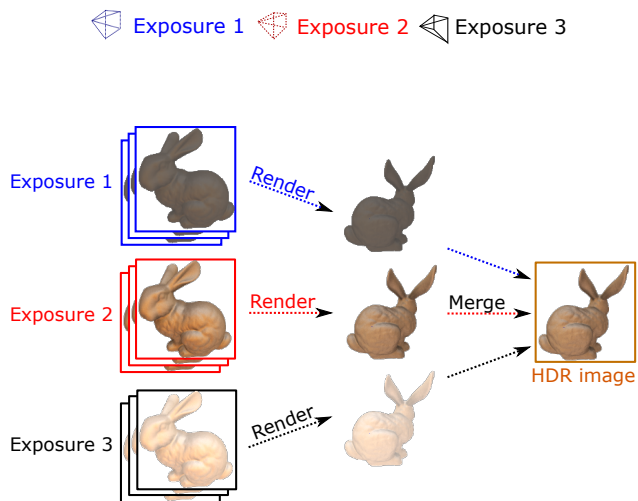 Exposure 1 Exposure 2 Exposure 3
Exposure 1
Render
Exposure 2
Render
Merge
HDR image
Exposure 3
Render